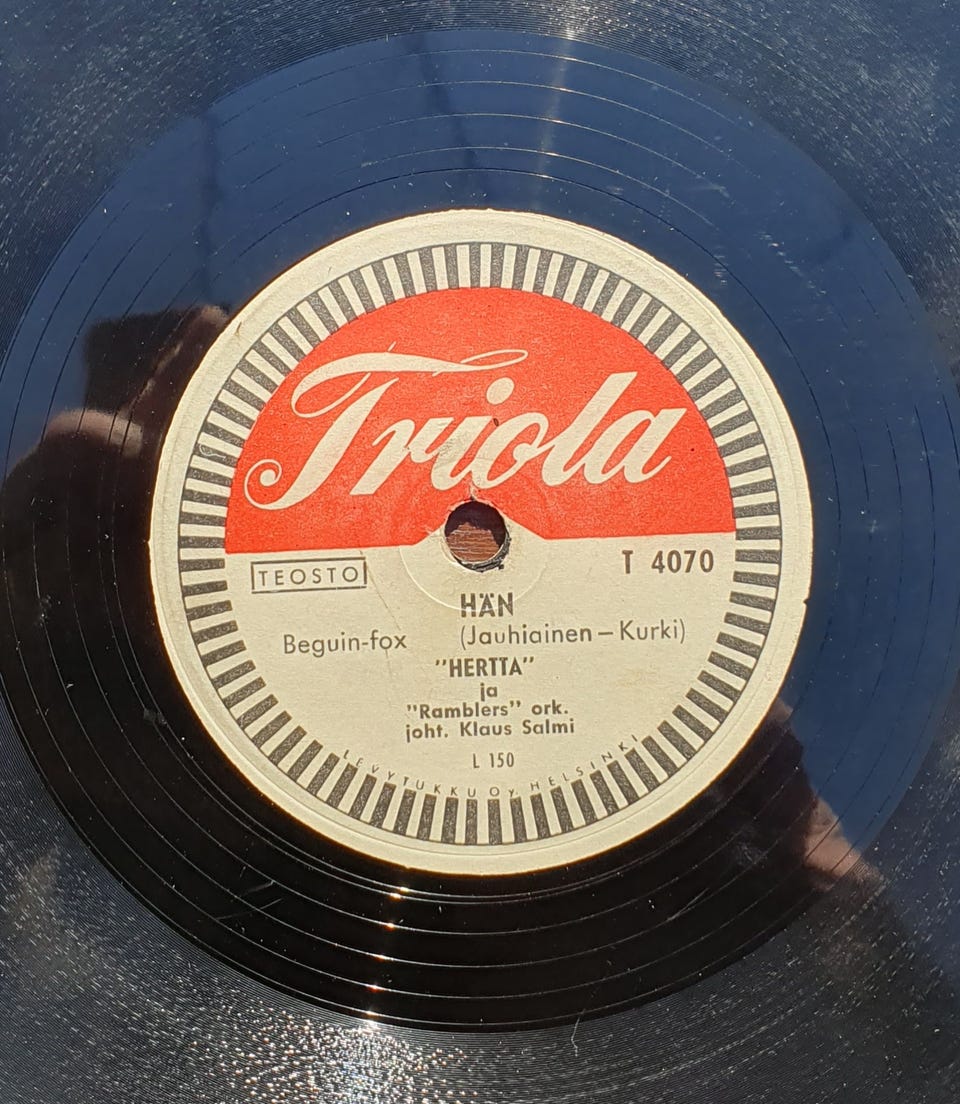 Triola
TEOSTO
T 4070
HÄN
Beguin-fox (Jauhiainen – Kurki)
"HERTTA"
ja
"Ramblers" ork.
joht. Klaus Salmi
L 150
LEVYTUKKU Oy. HELSINKI